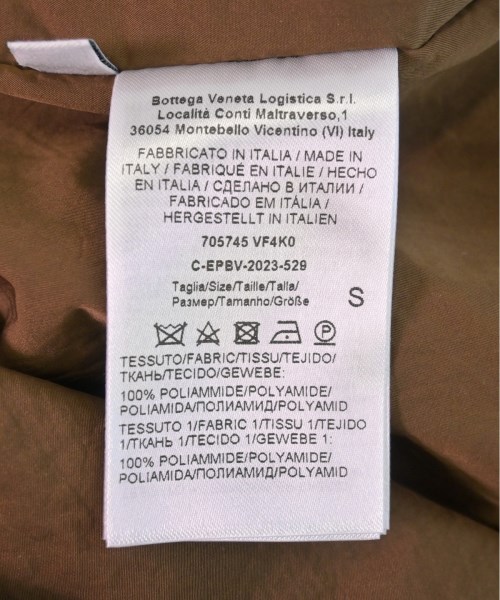 Bottega Veneta Logistica S.r.l.
Località Conti Maltraverso,1
36054 Montebello Vicentino (VI) Italy
FABBRICATO IN ITALIA / MADE IN
ITALY / FABRIQUÉ EN ITALIE / HECHO
EN ITALIA / СДЕЛАНО В ИТАЛИИ /
FABRICADO EM ITÁLIA /
HERGESTELLT IN ITALIEN
705745 VF4K0
C-EPBV-2023-529
Taglia/Size/Taille/Talla/
Размер/Tamanho/Größe
S
P
TESSUTO/FABRIC/TISSU/TEJIDO/
ТКАНЬ/TECIDO/GEWEBE:
100% POLIAMMIDE/POLYAMIDE/
POLIAMIDA/ПОЛИАМИД/POLYAMID
TESSUTO 1/FABRIC 1/TISSU 1/TEJIDO
1/ТКАНЬ 1/TECIDO 1/GEWEBE 1:
100% POLIAMMIDE/POLYAMIDE/
POLIAMIDA/ПОЛИАМИД/POLYAMID